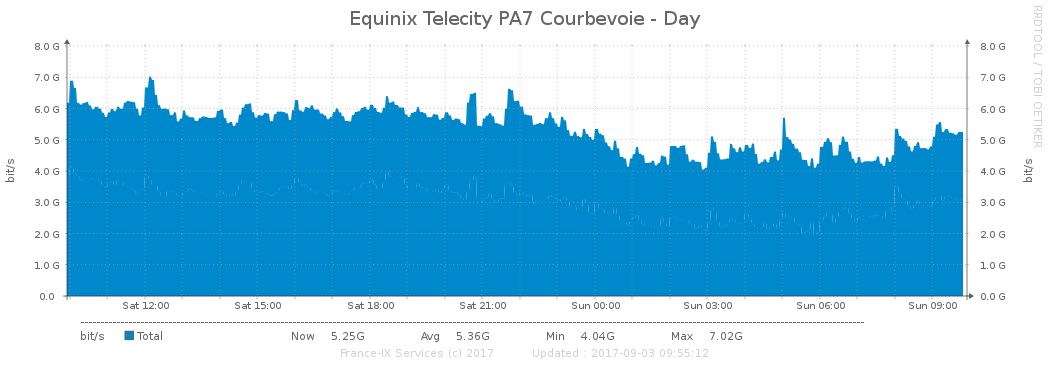 Equinix Telecity PA7 Courbevoie - Day
RRDTOOL / TOBI OETIKER
8.0 G 8.0 G
7.0 G 7.0 G
6.0 G 6.0 G
5.0 G 5.0 G
4.0 G 4.0 G
3.0 G 3.0 G
2.0 G 2.0 G
1.0 G 1.0 G
0.0 0.0 G
bit/s bit/s
Sat 12:00 Sat 15:00 Sat 18:00 Sat 21:00 Sun 00:00 Sun 03:00 Sun 06:00 Sun 09:00
bit/s Total Now 5.25G Avg 5.36G Min 4.04G Max 7.02G
France-IX Services (c) 2017 Updated : 2017-09-03 09:55:12